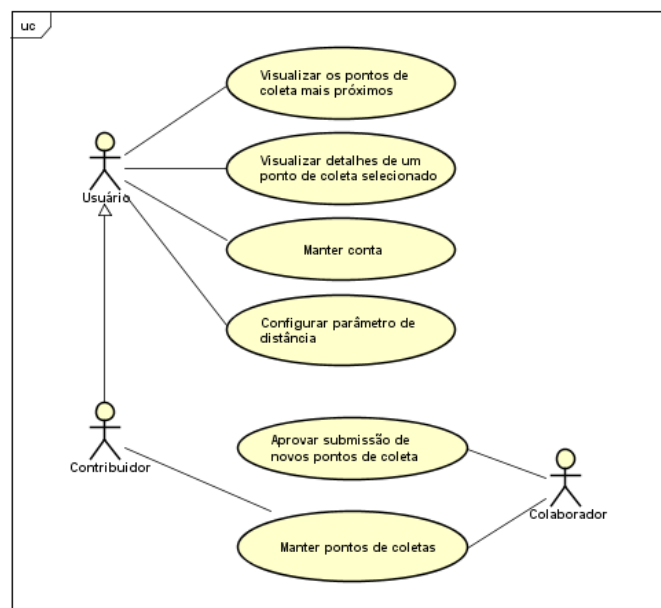 uc
Visualizar os pontos de
coleta mais próximos
Visualizar detalhes de um
ponto de coleta selecionado
Usuário
Manter conta
Configurar parâmetro de
distância
Contribuidor
Aprovar submissão de
novos pontos de coleta
Colaborador
Manter pontos de coletas